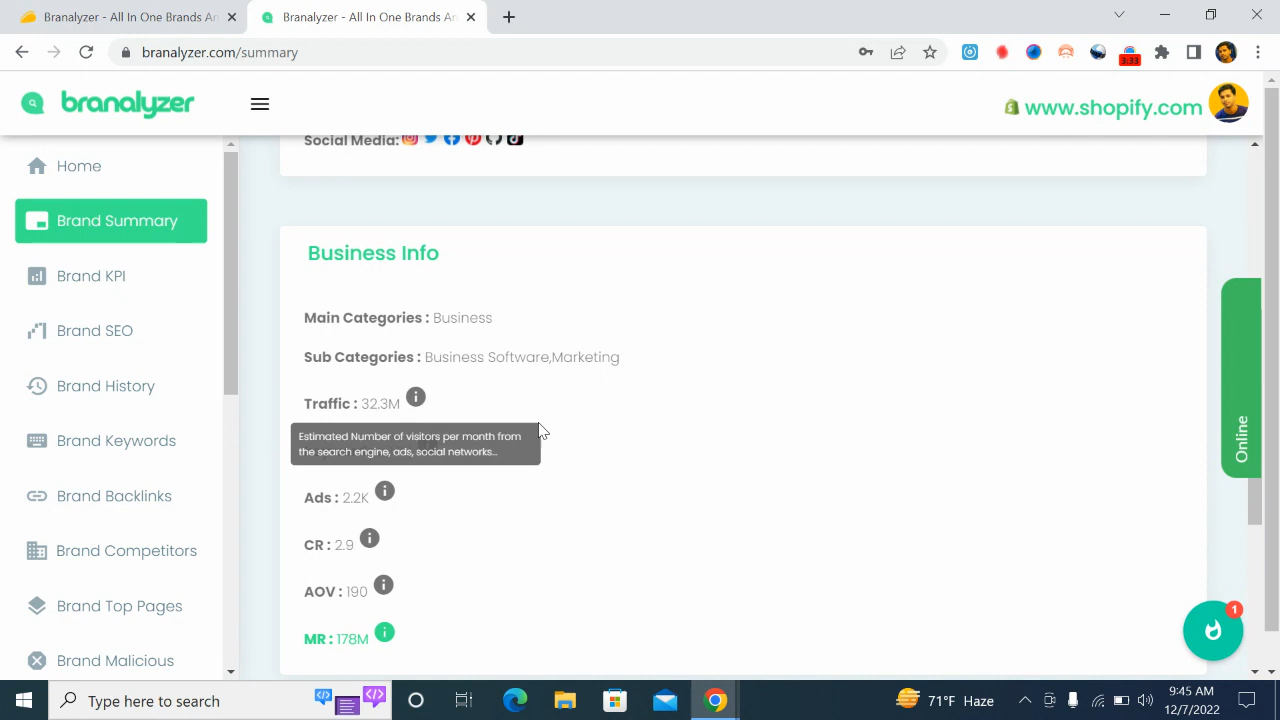 Branalyzer - All In One Brands An
Branalyzer - All In One Brands An
branalyzer.com/summary
3:33
branalyzer
www.shopify.com
Home
Brand Summary
Brand KPI
Brand SEO
Brand History
Brand Keywords
Brand Backlinks
Brand Competitors
Brand Top Pages
Brand Malicious
Social Media:
Business Info
Main Categories : Business
Sub Categories : Business Software,Marketing
Traffic : 32.3M
Estimated Number of visitors per month from
the search engine, ads, social networks...
Ads : 2.2K
CR : 2.9
AOV : 190
MR : 178M
Online
1
Type here to search
71°F Haze
9:45 AM
12/7/2022